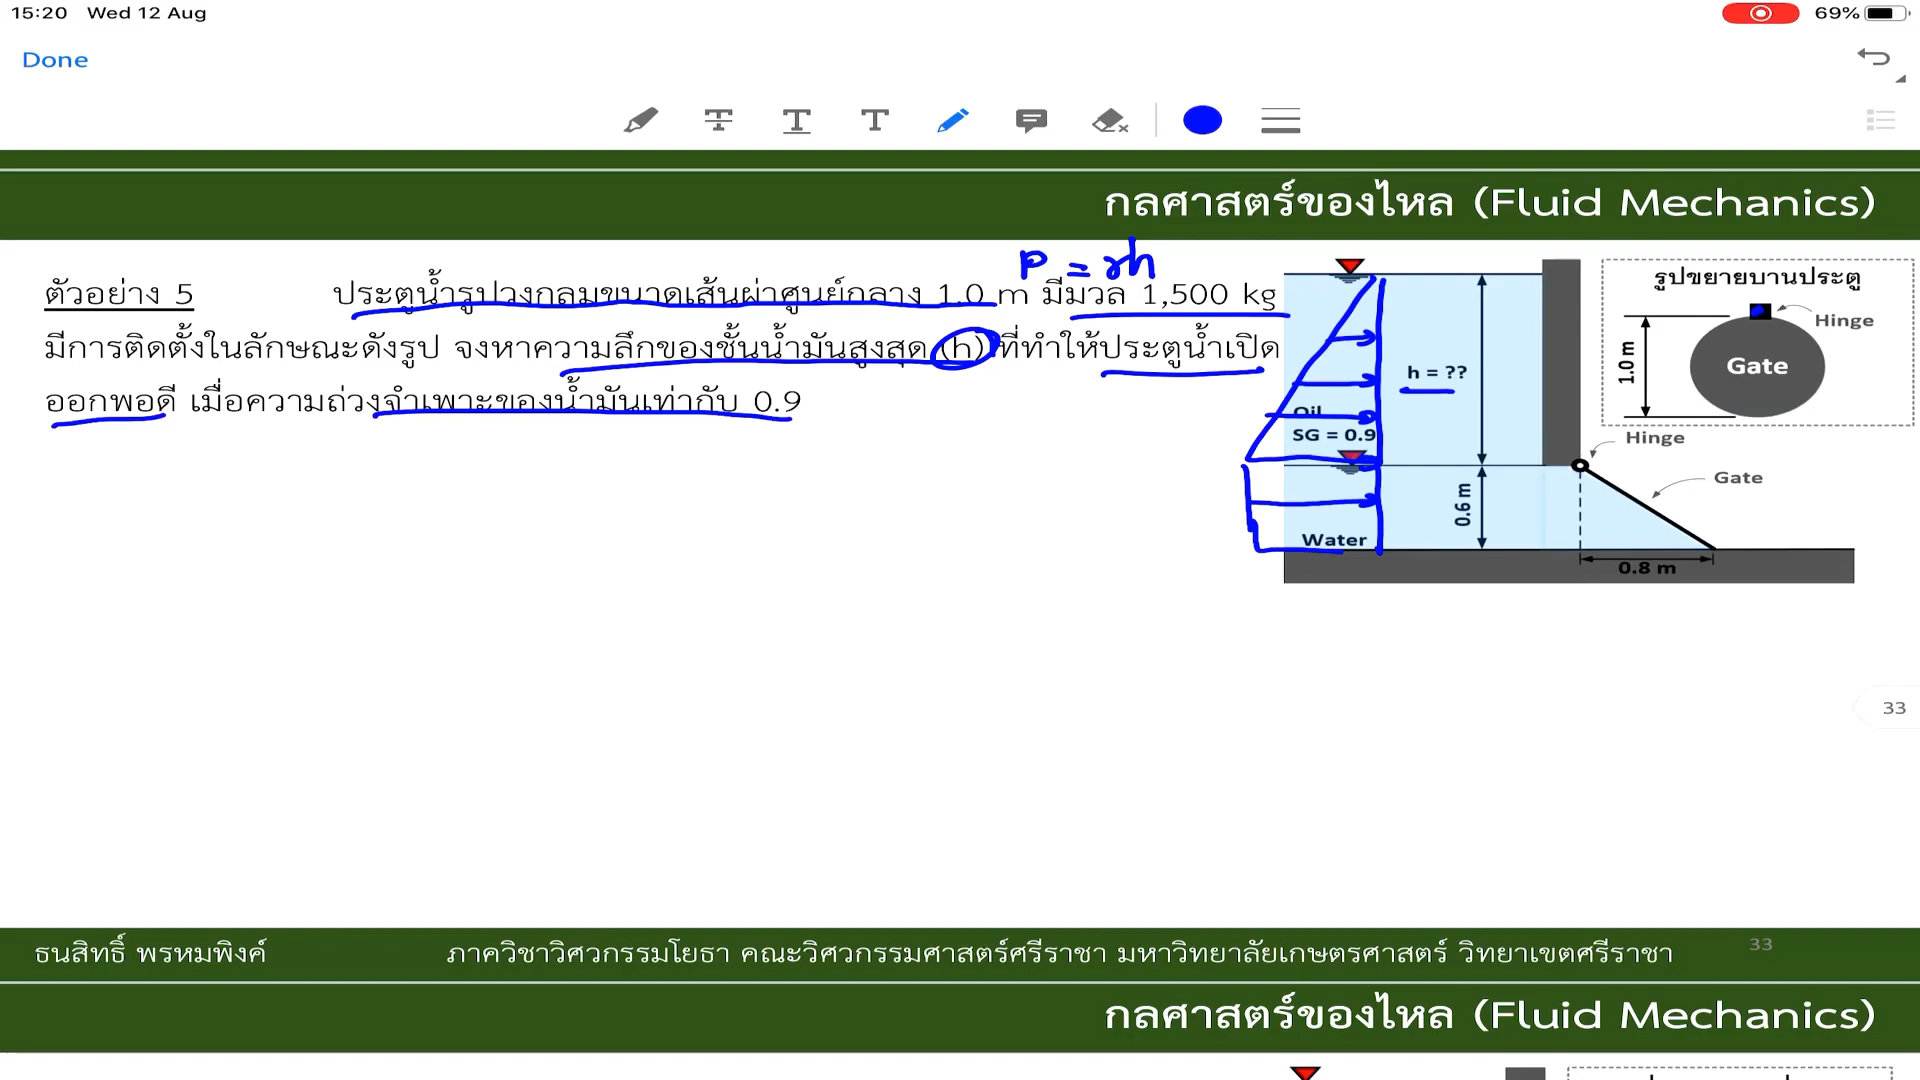 15:20 Wed 12 Aug
69%
Done
กลศาสตร์ของไหล (Fluid Mechanics)
P = γh
ตัวอย่าง 5 ประตูน้ำรูปวงกลมขนาดเส้นผ่าศูนย์กลาง 1.0 m มีมวล 1,500 kg
มีการติดตั้งในลักษณะดังรูป จงหาความลึกของชั้นน้ำมันสูงสุด (h) ที่ทำให้ประตูน้ำเปิด
ออกพอดี เมื่อความถ่วงจำเพาะของน้ำมันเท่ากับ 0.9
h = ??
Oil
SG = 0.9
0.6 m
Water
0.8 m
Hinge
Gate
รูปขยายบานประตู
Hinge
1.0 m
Gate
33
ธนสิทธิ์ พรหมพิงค์ ภาควิชาวิศวกรรมโยธา คณะวิศวกรรมศาสตร์ศรีราชา มหาวิทยาลัยเกษตรศาสตร์ วิทยาเขตศรีราชา 33
กลศาสตร์ของไหล (Fluid Mechanics)